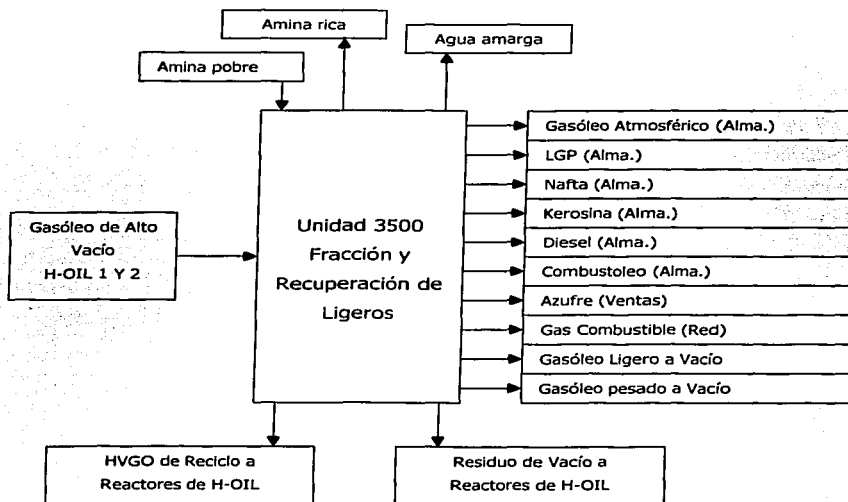 Amina rica
Agua amarga
Amina pobre
Gasóleo de Alto
Vacío
H-OIL 1 Y 2
Unidad 3500
Fracción y
Recuperación de
Ligeros
Gasóleo Atmosférico (Alma.)
LGP (Alma.)
Nafta (Alma.)
Kerosina (Alma.)
Diesel (Alma.)
Combustoleo (Alma.)
Azufre (Ventas)
Gas Combustible (Red)
Gasóleo Ligero a Vacío
Gasóleo pesado a Vacío
HVGO de Reciclo a
Reactores de H-OIL
Residuo de Vacío a
Reactores de H-OIL